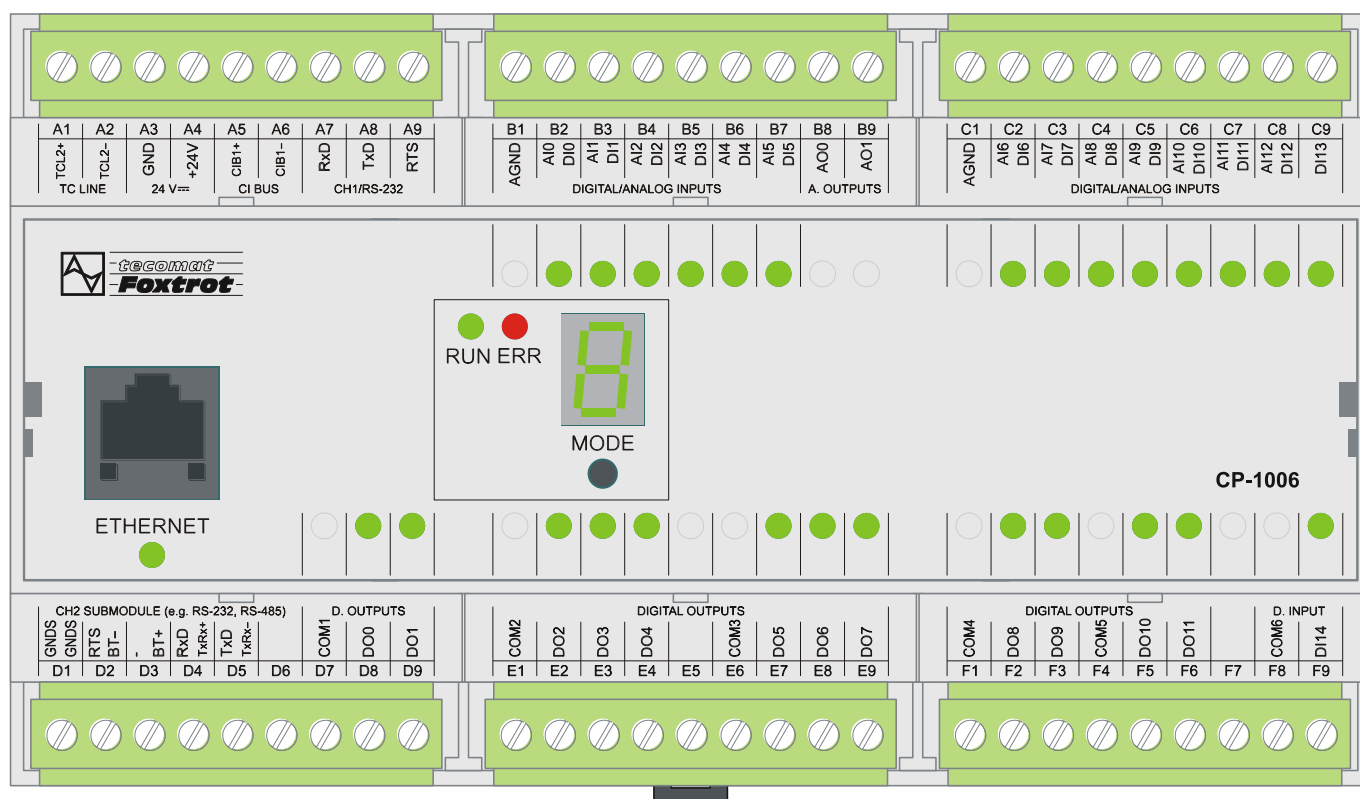 A1 A2 A3 A4 A5 A6 A7 A8 A9
TCL2+ TCL2- GND +24V CIB1+ CIB1- RxD TxD RTS
TC LINE 24 V⎓ CI BUS CH1/RS-232
B1 B2 B3 B4 B5 B6 B7 B8 B9
AGND AI0 DI0 AI1 DI1 AI2 DI2 AI3 DI3 AI4 DI4 AI5 DI5 AO0 AO1
DIGITAL/ANALOG INPUTS A. OUTPUTS
C1 C2 C3 C4 C5 C6 C7 C8 C9
AGND AI6 DI6 AI7 DI7 AI8 DI8 AI9 DI9 AI10 DI10 AI11 DI11 AI12 DI12 DI13
DIGITAL/ANALOG INPUTS
tecomat
Foxtrot
RUN ERR
8
MODE
CP-1006
ETHERNET
CH2 SUBMODULE (e.g. RS-232, RS-485) D. OUTPUTS
GNDS GNDS RTS BT- - BT+ RxD TxRx+ TxD TxRx- COM1 DO0 DO1
D1 D2 D3 D4 D5 D6 D7 D8 D9
DIGITAL OUTPUTS
COM2 DO2 DO3 DO4 COM3 DO5 DO6 DO7
E1 E2 E3 E4 E5 E6 E7 E8 E9
DIGITAL OUTPUTS D. INPUT
COM4 DO8 DO9 COM5 DO10 DO11 COM6 DI14
F1 F2 F3 F4 F5 F6 F7 F8 F9